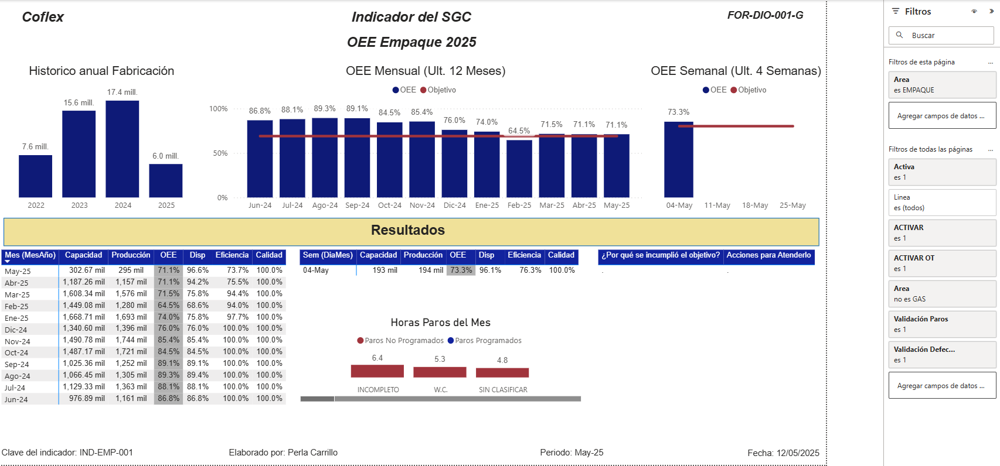 Coflex
Indicador del SGC
FOR-DIO-001-G
OEE Empaque 2025
Historico anual Fabricación
17.4 mill.
15.6 mill.
7.6 mill.
6.0 mill.
2022 2023 2024 2025
OEE Mensual (Ult. 12 Meses)
OEE Objetivo
100%
50%
0%
86.8% 88.1% 89.3% 89.1% 84.5% 85.4% 76.0% 74.0% 64.5% 71.5% 71.1% 71.1%
Jun-24 Jul-24 Ago-24 Sep-24 Oct-24 Nov-24 Dic-24 Ene-25 Feb-25 Mar-25 Abr-25 May-25
OEE Semanal (Ult. 4 Semanas)
OEE Objetivo
73.3%
04-May 11-May 18-May 25-May
Resultados
Mes (MesAño) Capacidad Producción OEE Disp Eficiencia Calidad
May-25 302.67 mil 295 mil 71.1% 96.6% 73.7% 100.0%
Abr-25 1,187.26 mil 1,157 mil 71.1% 94.2% 75.5% 100.0%
Mar-25 1,608.34 mil 1,576 mil 71.5% 75.8% 94.4% 100.0%
Feb-25 1,449.08 mil 1,280 mil 64.5% 68.6% 94.0% 100.0%
Ene-25 1,668.71 mil 1,693 mil 74.0% 75.8% 97.7% 100.0%
Dic-24 1,340.60 mil 1,396 mil 76.0% 76.0% 100.0% 100.0%
Nov-24 1,490.78 mil 1,744 mil 85.4% 85.4% 100.0% 100.0%
Oct-24 1,487.17 mil 1,721 mil 84.5% 84.5% 100.0% 100.0%
Sep-24 1,025.36 mil 1,252 mil 89.1% 89.1% 100.0% 100.0%
Ago-24 1,066.45 mil 1,305 mil 89.3% 89.4% 100.0% 100.0%
Jul-24 1,129.33 mil 1,363 mil 88.1% 88.1% 100.0% 100.0%
Jun-24 976.89 mil 1,161 mil 86.8% 86.8% 100.0% 100.0%
Sem (DiaMes) Capacidad Producción OEE Disp Eficiencia Calidad
04-May 193 mil 194 mil 73.3% 96.1% 76.3% 100.0%
¿Por qué se incumplió el objetivo? Acciones para Atenderlo
. .
Horas Paros del Mes
Paros No Programados Paros Programados
6.4 5.3 4.8
INCOMPLETO W.C. SIN CLASIFICAR
Clave del indicador: IND-EMP-001
Elaborado por: Perla Carrillo
Periodo: May-25
Fecha: 12/05/2025
Filtros
Buscar
Filtros de esta página ...
Area
es EMPAQUE
Agregar campos de datos ...
Filtros de todas las páginas ...
Activa
es 1
Linea
es (todos)
ACTIVAR
es 1
ACTIVAR OT
es 1
Area
no es GAS
Validación Paros
es 1
Validación Defec...
es 1
Agregar campos de datos ...